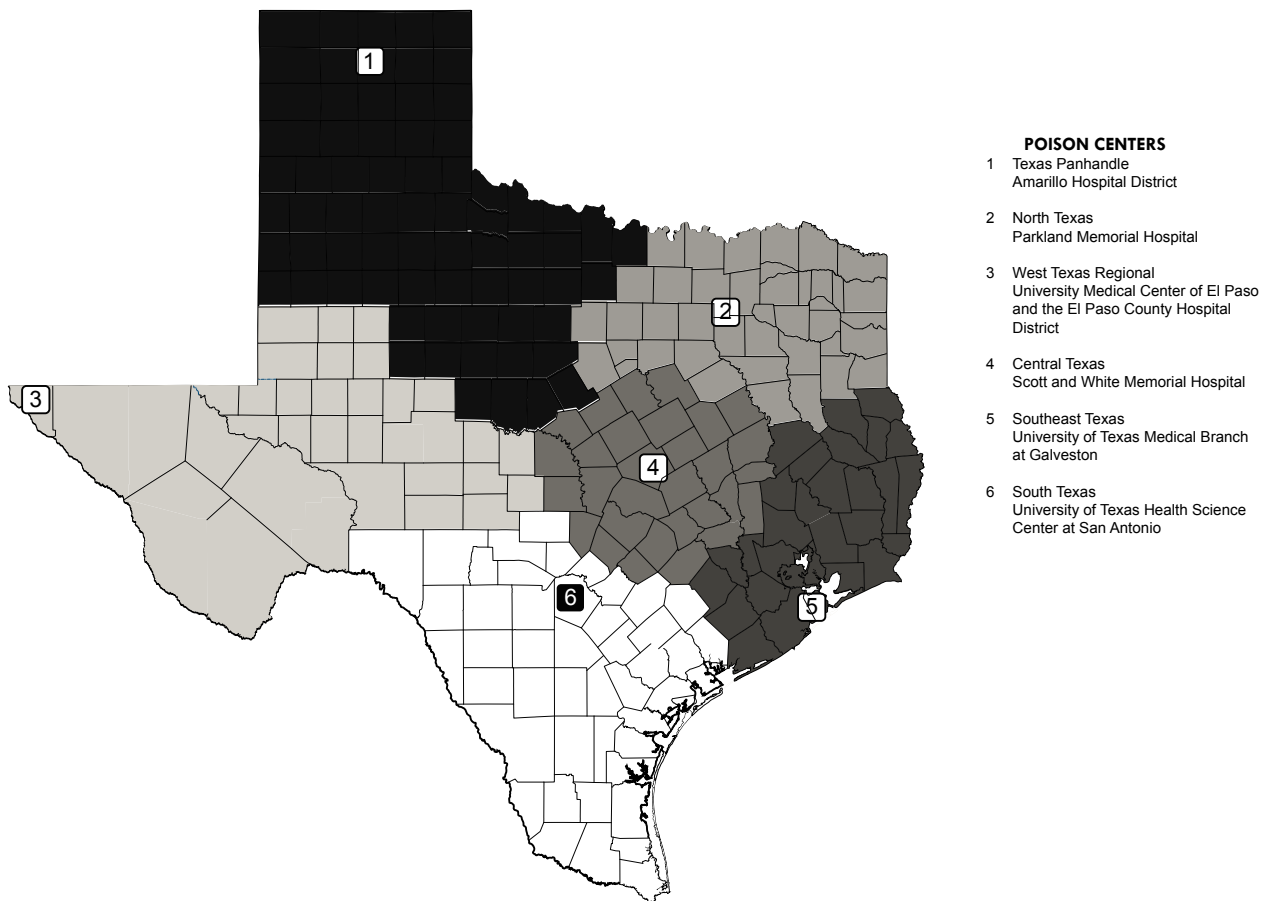 1
2
3
4
5
6
POISON CENTERS
1 Texas Panhandle
Amarillo Hospital District
2 North Texas
Parkland Memorial Hospital
3 West Texas Regional
University Medical Center of El Paso
and the El Paso County Hospital
District
4 Central Texas
Scott and White Memorial Hospital
5 Southeast Texas
University of Texas Medical Branch
at Galveston
6 South Texas
University of Texas Health Science
Center at San Antonio